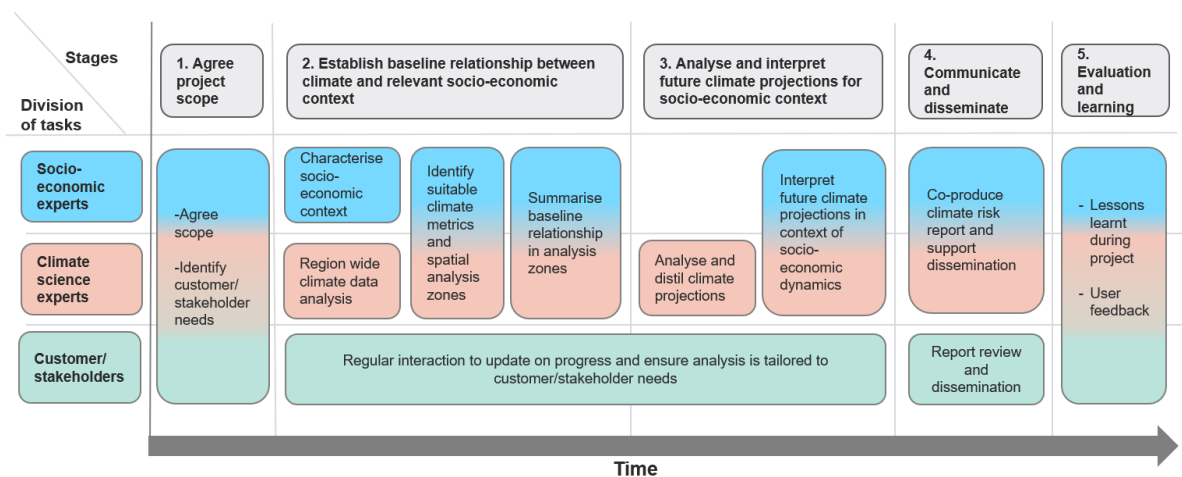 Stages
Division
of tasks
1. Agree
project
scope
2. Establish baseline relationship between
climate and relevant socio-economic
context
3. Analyse and interpret
future climate projections for
socio-economic context
4.
Communicate
and
disseminate
5.
Evaluation
and
learning
Socio-
economic
experts
Climate
science
experts
Customer/
stakeholders
-Agree
scope
-Identify
customer/
stakeholder
needs
Characterise
socio-
economic
context
Region wide
climate data
analysis
Identify
suitable
climate
metrics
and
spatial
analysis
zones
Summarise
baseline
relationship
in analysis
zones
Analyse and
distil climate
projections
Interpret
future climate
projections in
context of
socio-
economic
dynamics
Co-produce
climate risk
report and
support
dissemination
- Lessons
learnt
during
project
- User
feedback
Regular interaction to update on progress and ensure analysis is tailored to
customer/stakeholder needs
Report review
and
dissemination
Time